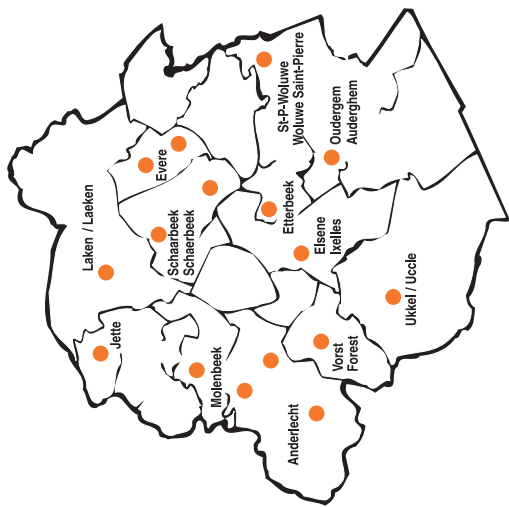 Laken / Laeken
Jette
Evere
Schaarbeek
Schaerbeek
Molenbeek
Anderlecht
St-P-Woluwe
Woluwe Saint-Pierre
Oudergem
Auderghem
Etterbeek
Elsene
Ixelles
Vorst
Forest
Ukkel / Uccle